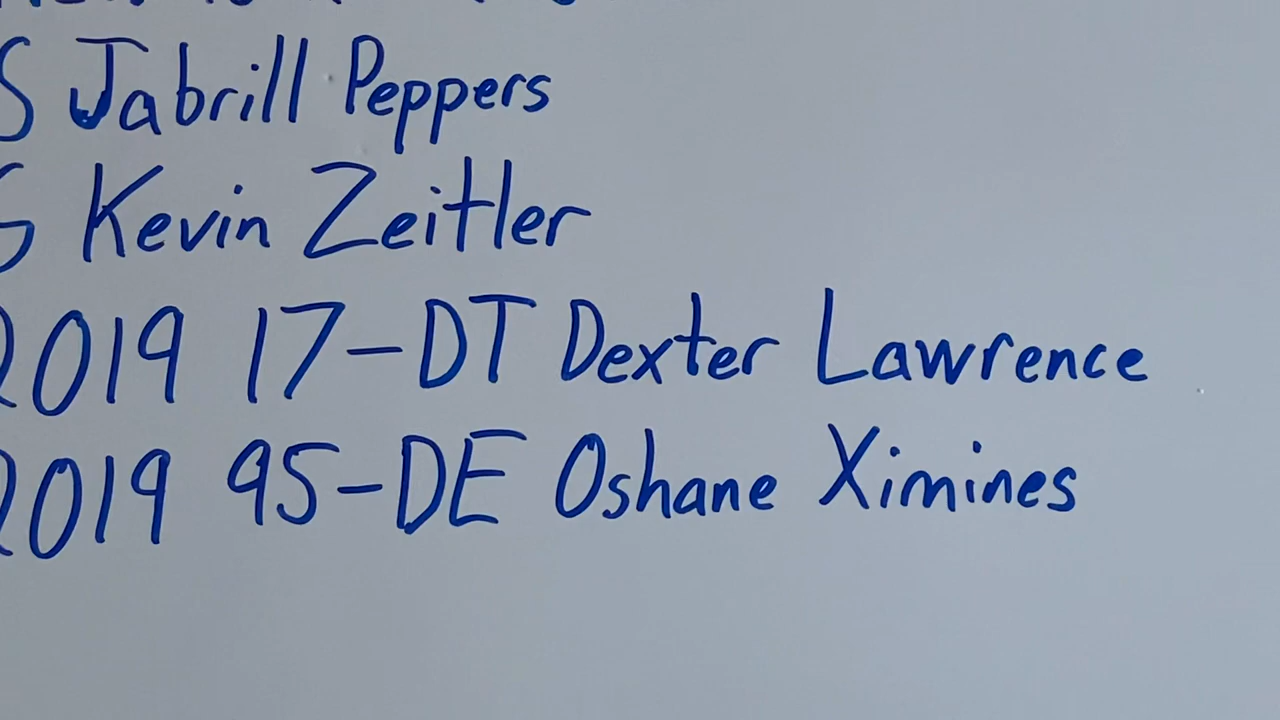 S Jabrill Peppers
G Kevin Zeitler
2019 17-DT Dexter Lawrence
2019 95-DE Oshane Ximines